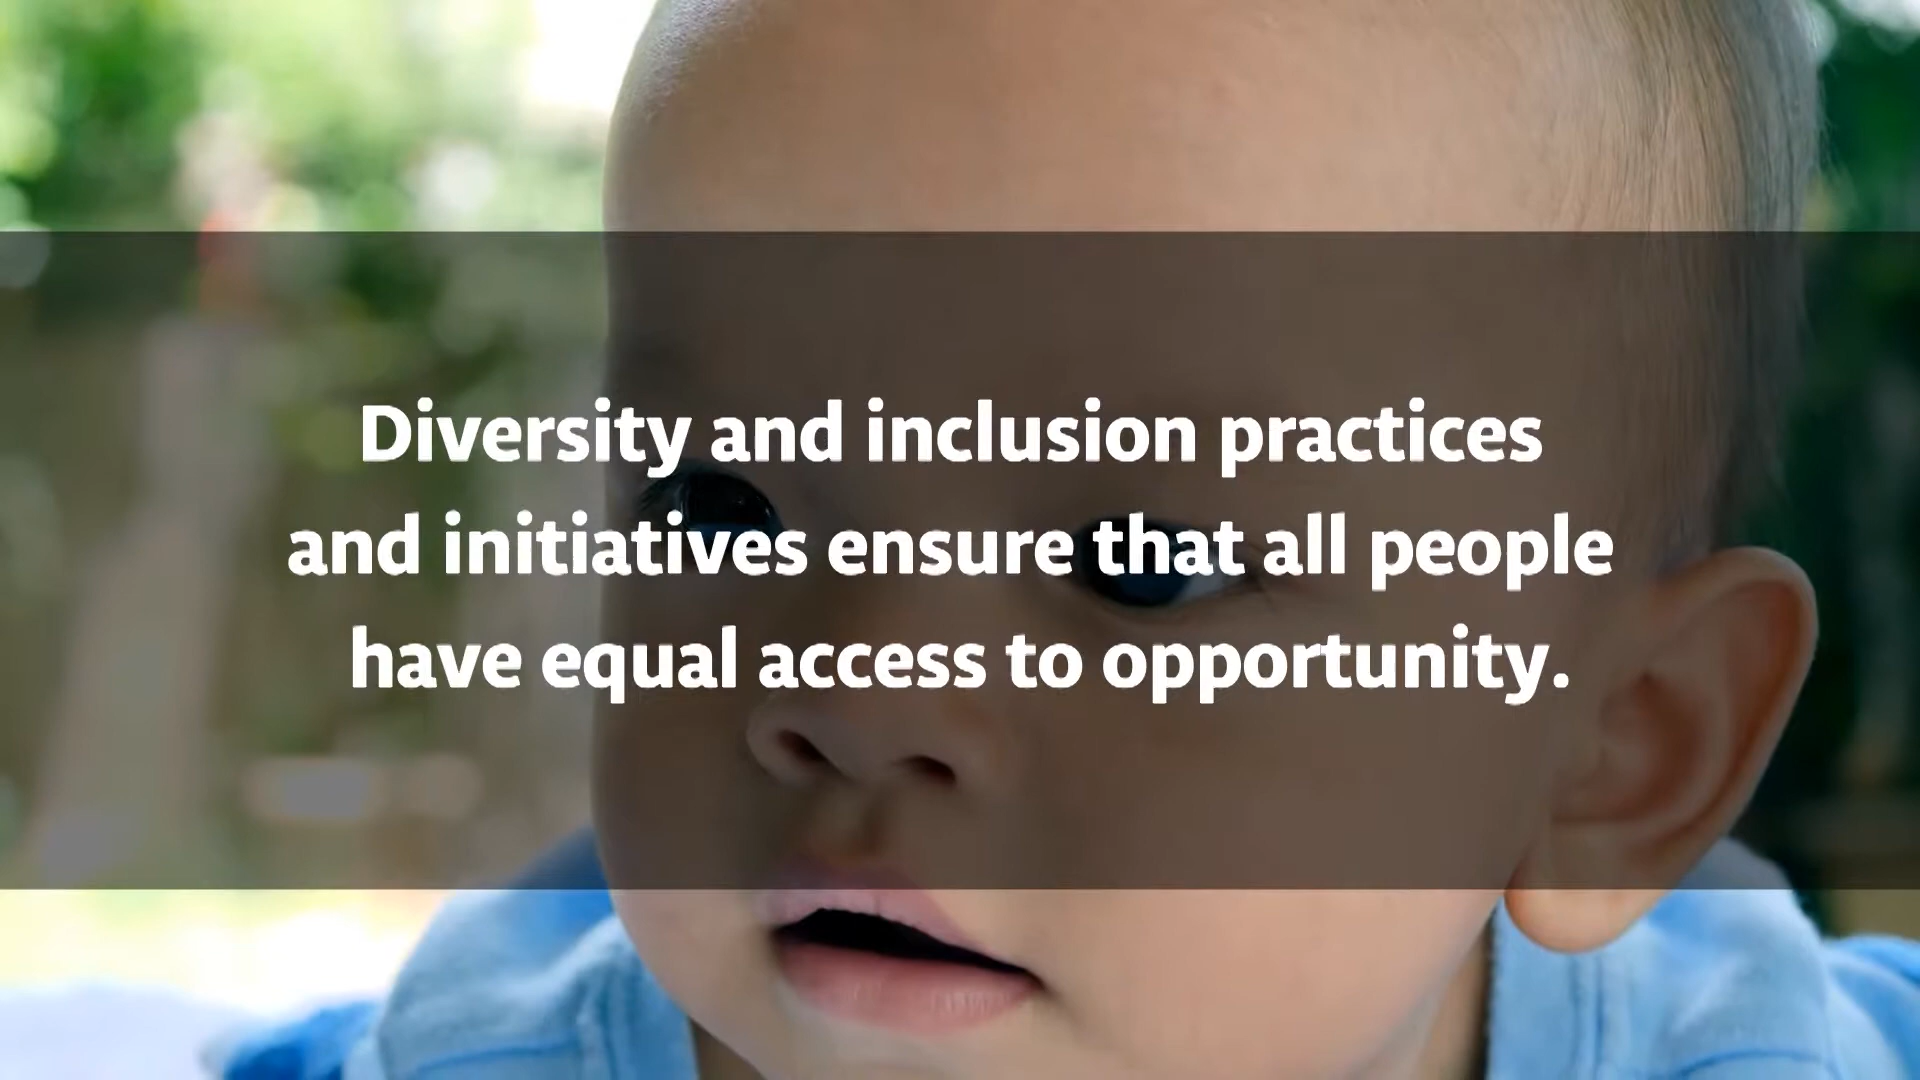 Diversity and inclusion practices
and initiatives ensure that all people
have equal access to opportunity.